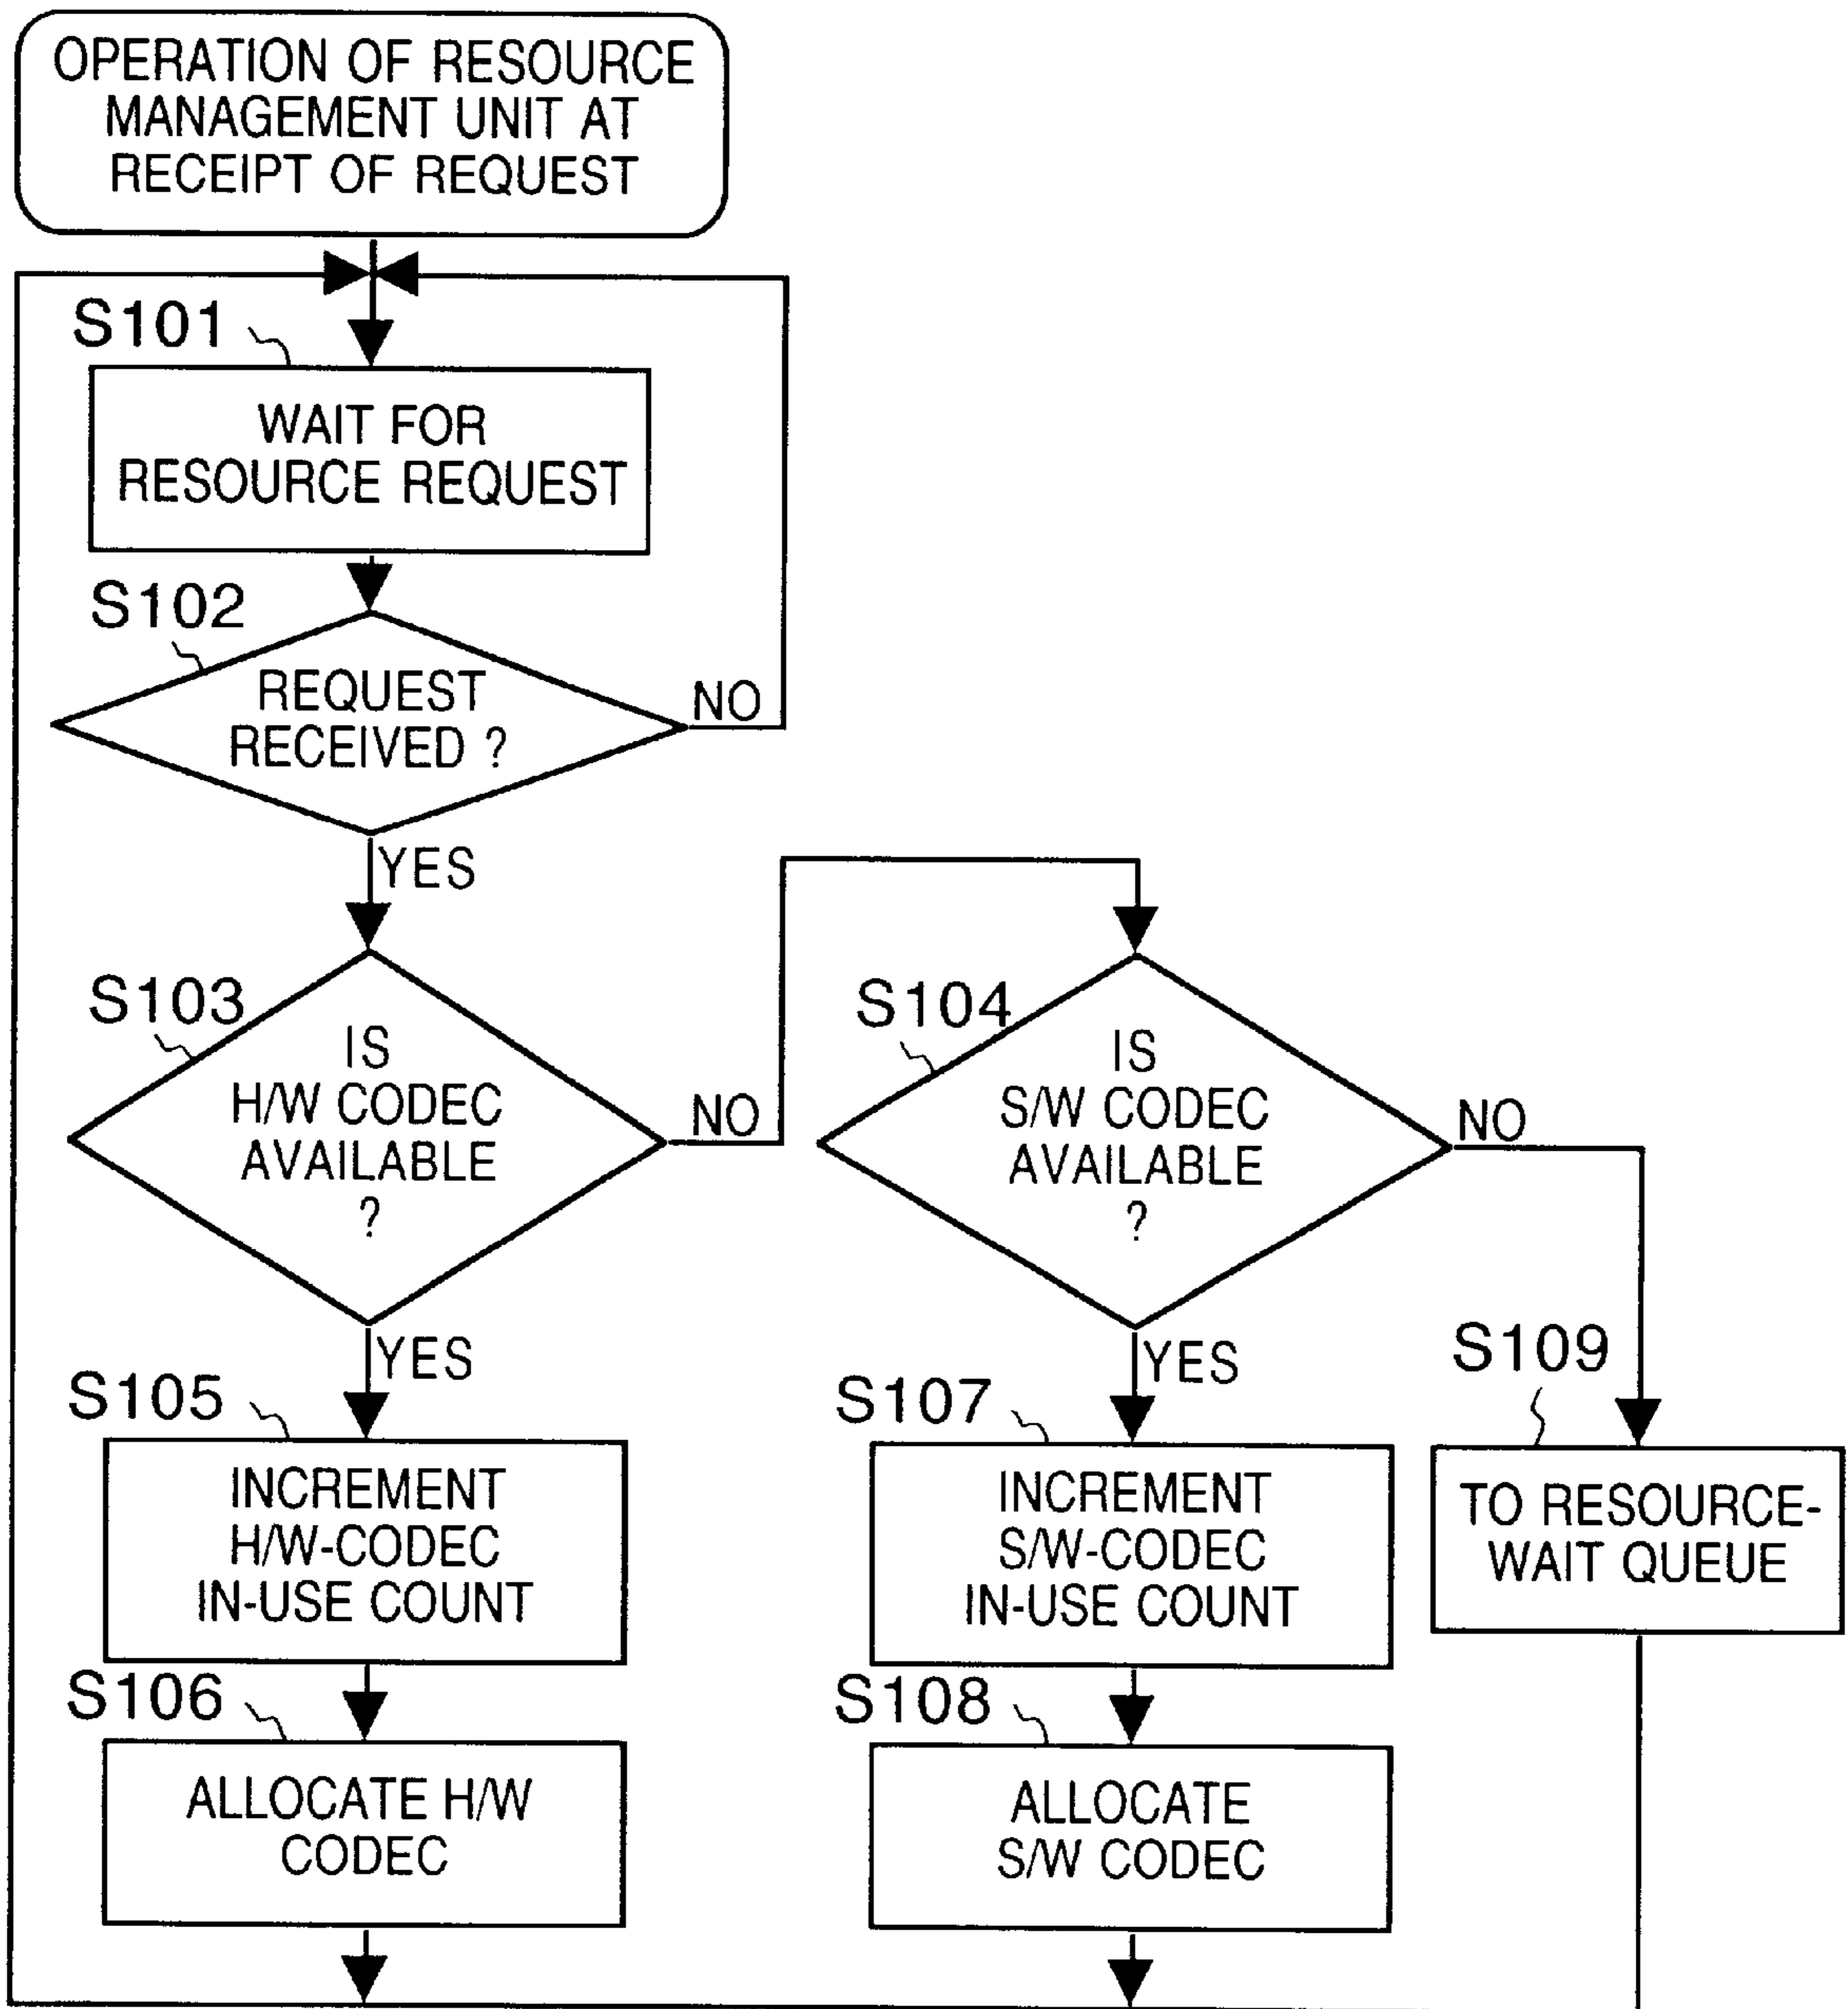 OPERATION OF RESOURCE
MANAGEMENT UNIT AT
RECEIPT OF REQUEST
S101
WAIT FOR
RESOURCE REQUEST
S102
REQUEST
RECEIVED ?
NO
YES
S103
IS
H/W CODEC
AVAILABLE
?
NO
S104
IS
S/W CODEC
AVAILABLE
?
NO
YES
S105
INCREMENT
H/W-CODEC
IN-USE COUNT
YES
S107
INCREMENT
S/W-CODEC
IN-USE COUNT
S109
TO RESOURCE-
WAIT QUEUE
S106
ALLOCATE H/W
CODEC
S108
ALLOCATE
S/W CODEC